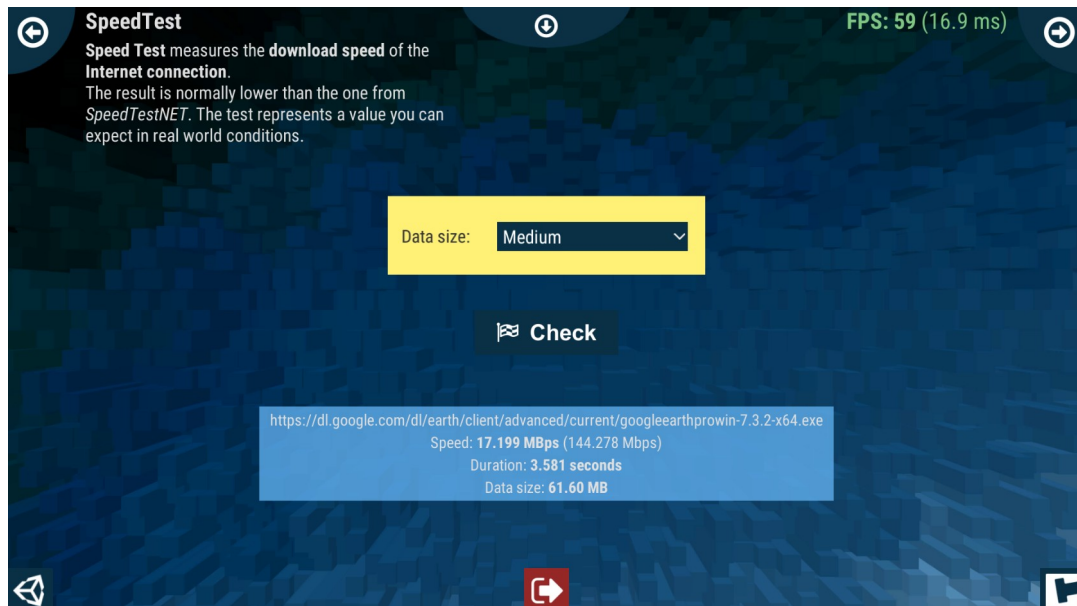 SpeedTest
FPS: 59 (16.9 ms)
Speed Test measures the download speed of the
Internet connection.
The result is normally lower than the one from
SpeedTestNET. The test represents a value you can
expect in real world conditions.
Data size: Medium
Check
https://dl.google.com/dl/earth/client/advanced/current/googleearthprowin-7.3.2-x64.exe
Speed: 17.199 MBps (144.278 Mbps)
Duration: 3.581 seconds
Data size: 61.60 MB